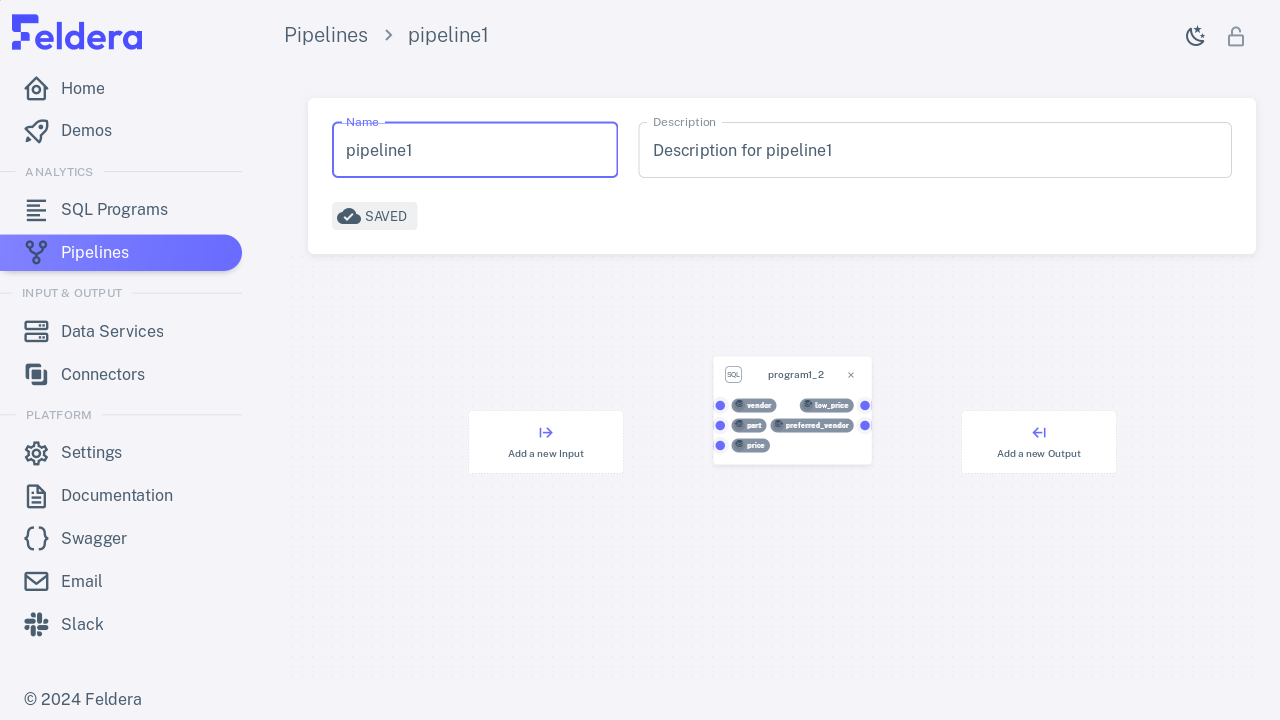 Feldera
Pipelines > pipeline1
Home
Demos
ANALYTICS
SQL Programs
Pipelines
INPUT & OUTPUT
Data Services
Connectors
PLATFORM
Settings
Documentation
Swagger
Email
Slack
© 2024 Feldera
Name
pipeline1
Description
Description for pipeline1
SAVED
Add a new Input
SQL program1_2 ×
vendor low_price
part preferred_vendor
price
Add a new Output